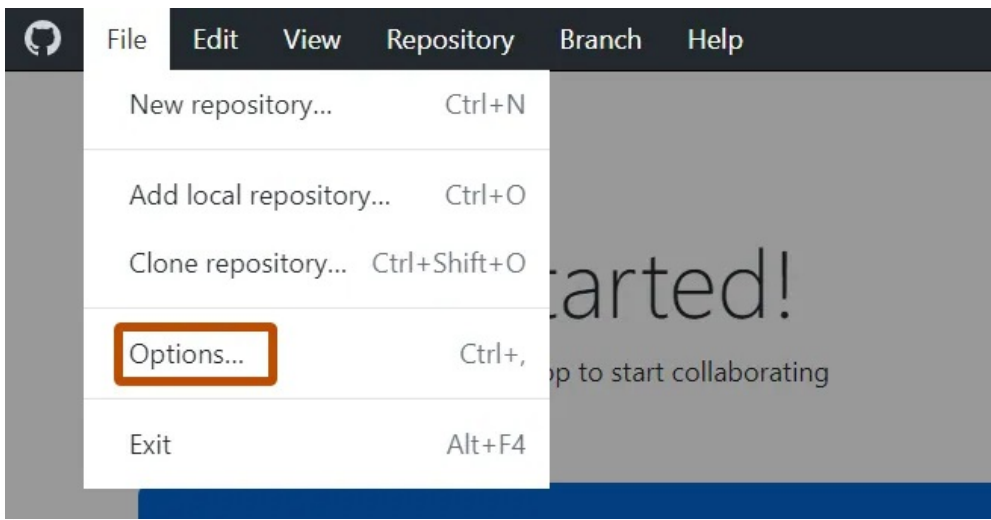 File Edit View Repository Branch Help
New repository... Ctrl+N
Add local repository... Ctrl+O
Clone repository... Ctrl+Shift+O
arted!
Options... Ctrl+,
to start collaborating
Exit Alt+F4